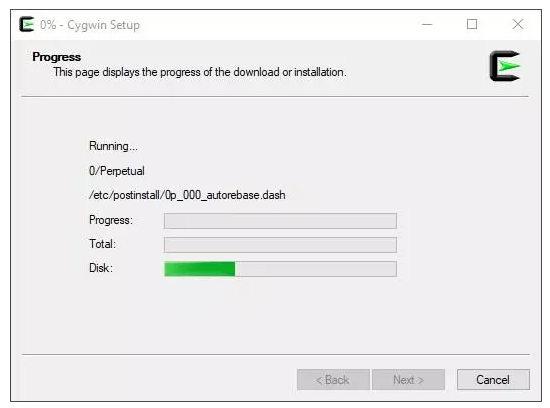 0% - Cygwin Setup
Progress
This page displays the progress of the download or installation.
Running...
0/Perpetual
/etc/postinstall/0p_000_autorebase.dash
Progress:
Total:
Disk:
< Back Next > Cancel